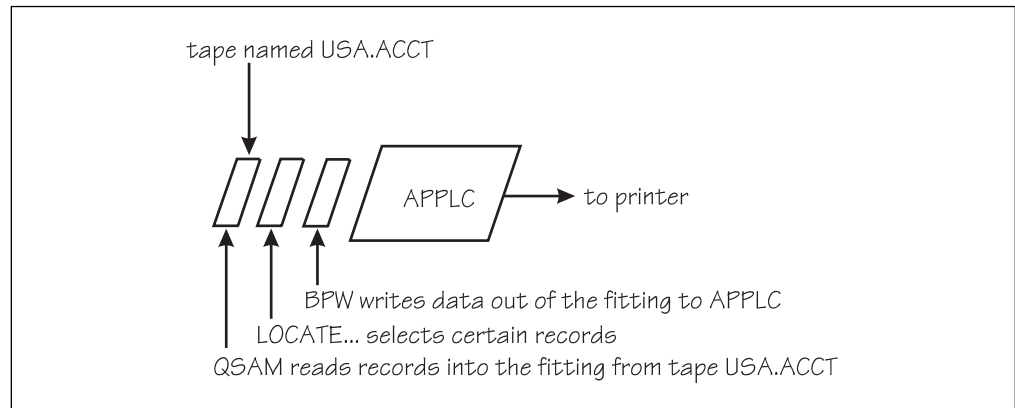 tape named USA.ACCT
APPLC
to printer
BPW writes data out of the fitting to APPLC
LOCATE... selects certain records
QSAM reads records into the fitting from tape USA.ACCT